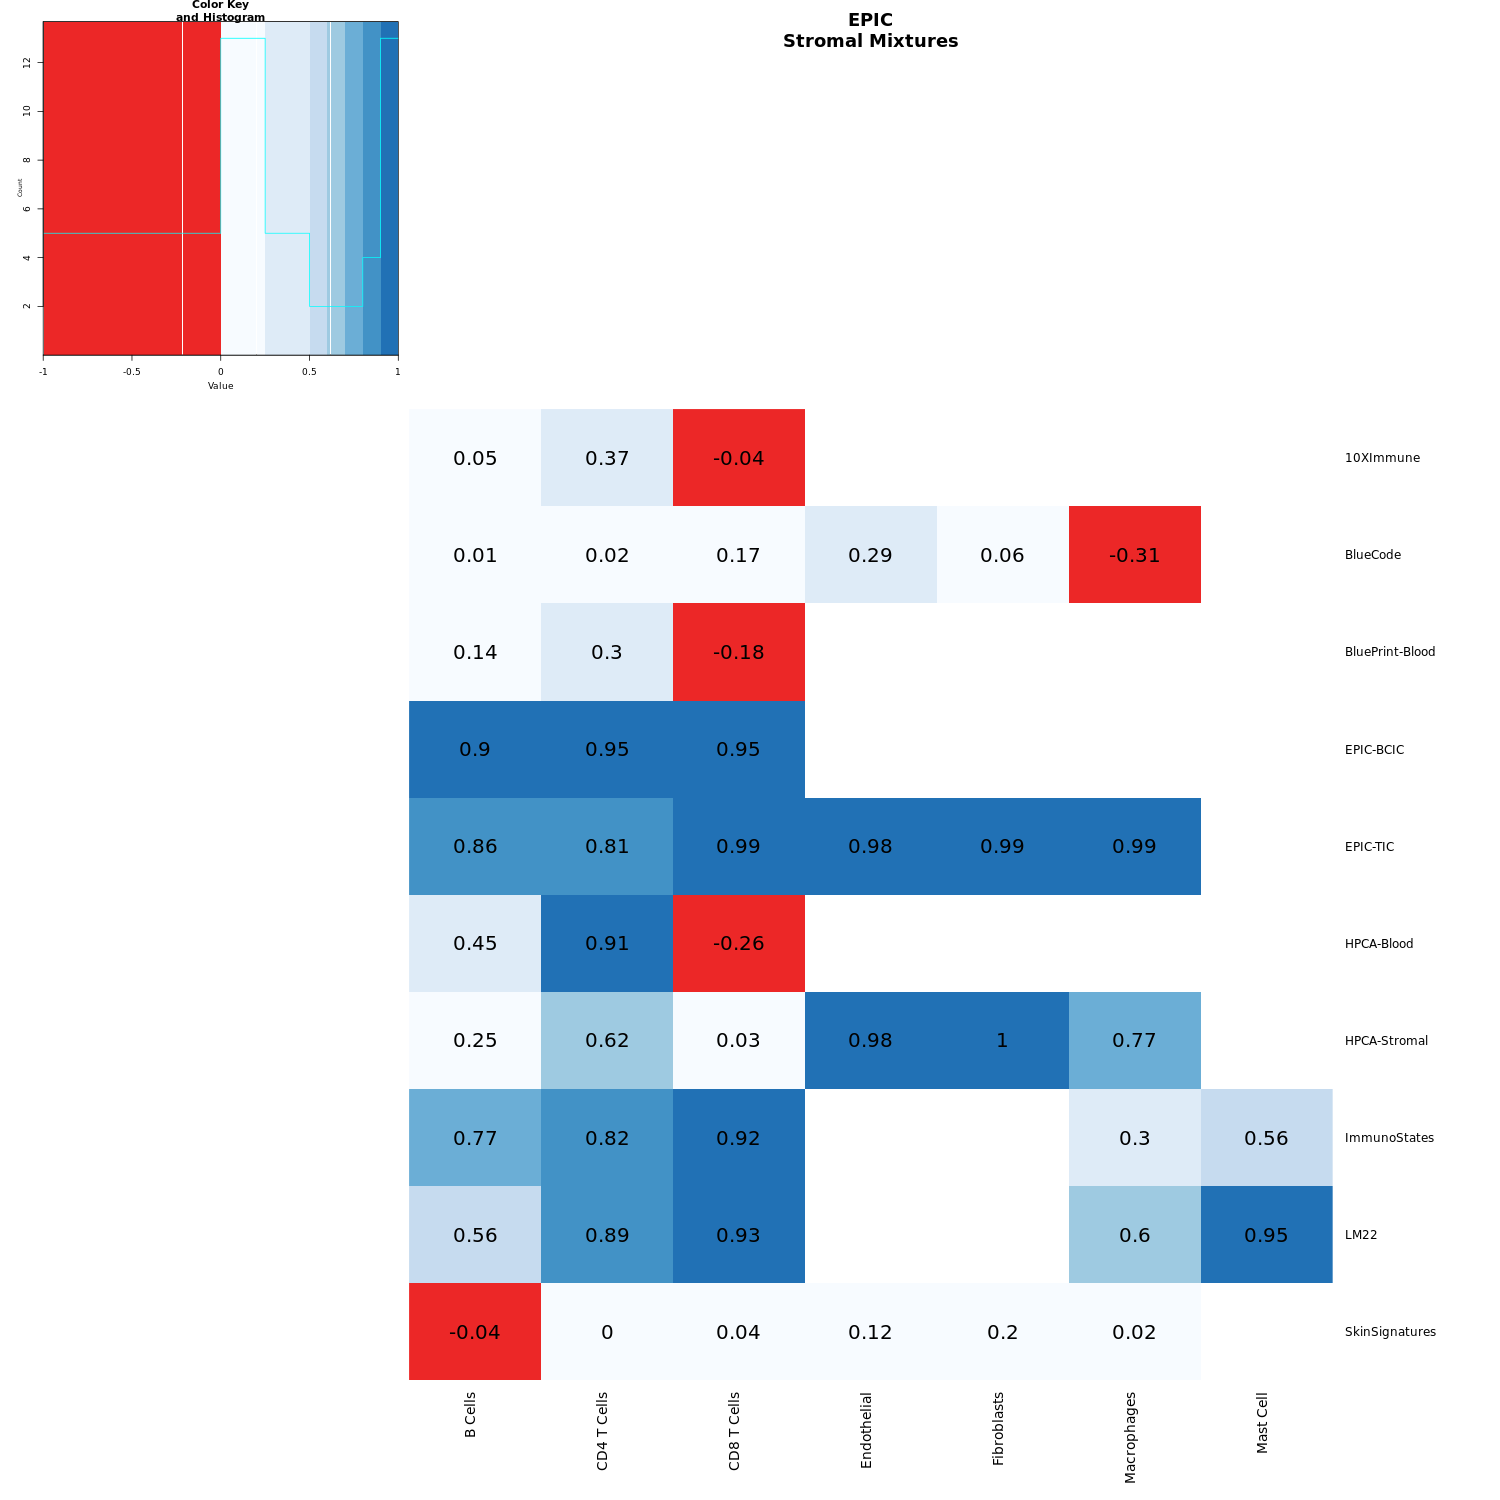 Color Key
and Histogram
EPIC
Stromal Mixtures
12
10
8
6
4
2
Count
-1 -0.5 0 0.5 1
Value
0.05 0.37 -0.04 10XImmune
0.01 0.02 0.17 0.29 0.06 -0.31 BlueCode
0.14 0.3 -0.18 BluePrint-Blood
0.9 0.95 0.95 EPIC-BCIC
0.86 0.81 0.99 0.98 0.99 0.99 EPIC-TIC
0.45 0.91 -0.26 HPCA-Blood
0.25 0.62 0.03 0.98 1 0.77 HPCA-Stromal
0.77 0.82 0.92 0.3 0.56 ImmunoStates
0.56 0.89 0.93 0.6 0.95 LM22
-0.04 0 0.04 0.12 0.2 0.02 SkinSignatures
B Cells
CD4 T Cells
CD8 T Cells
Endothelial
Fibroblasts
Macrophages
Mast Cell